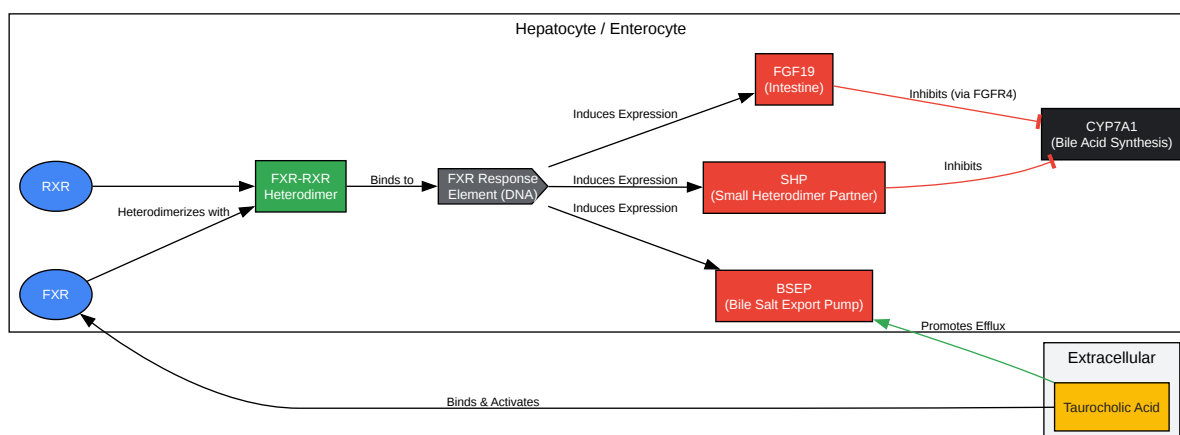 Hepatocyte / Enterocyte
FGF19
(Intestine)
Inhibits (via FGFR4)
CYP7A1
(Bile Acid Synthesis)
Induces Expression
RXR
FXR-RXR
Heterodimer
Binds to
FXR Response
Element (DNA)
Induces Expression
SHP
(Small Heterodimer Partner)
Inhibits
Heterodimerizes with
Induces Expression
FXR
BSEP
(Bile Salt Export Pump)
Promotes Efflux
Extracellular
Taurocholic Acid
Binds & Activates